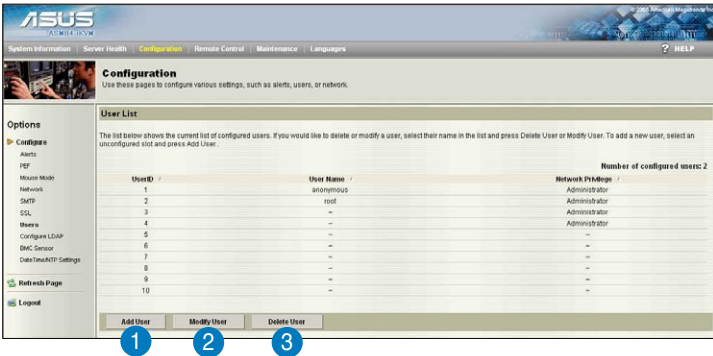 ASUS
ASMB4-iKVM
System Information Server Health Configuration Remote Control Maintenance Languages
? HELP
Configuration
Use these pages to configure various settings, such as alerts, users, or network.
Options
Configure
Alerts
PEF
Mouse Mode
Network
SMTP
SSL
Users
Configure LDAP
BMC Sensor
DateTime/NTP Settings
Refresh Page
Logout
User List
The list below shows the current list of configured users. If you would like to delete or modify a user, select their name in the list and press Delete User or Modify User. To add a new user, select an
unconfigured slot and press Add User .
Number of configured users: 2
UserID / User Name / Network Privilege /
1 anonymous Administrator
2 root Administrator
3 ~ Administrator
4 ~ Administrator
5 ~ ~
6 ~ ~
7 ~ ~
8 ~ ~
9 ~ ~
10 ~ ~
Add User Modify User Delete User
1 2 3